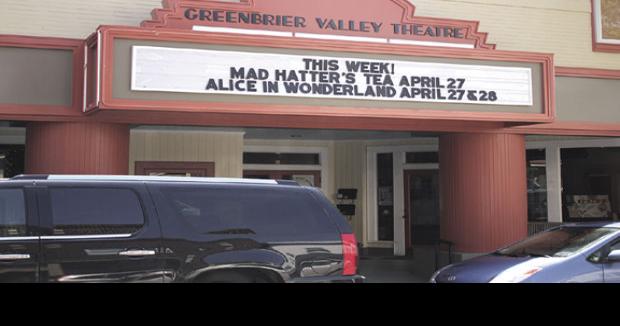 GREENBRIER VALLEY THEATRE
THIS WEEK!
MAD HATTER'S TEA APRIL 27
ALICE IN WONDERLAND APRIL 27 & 28